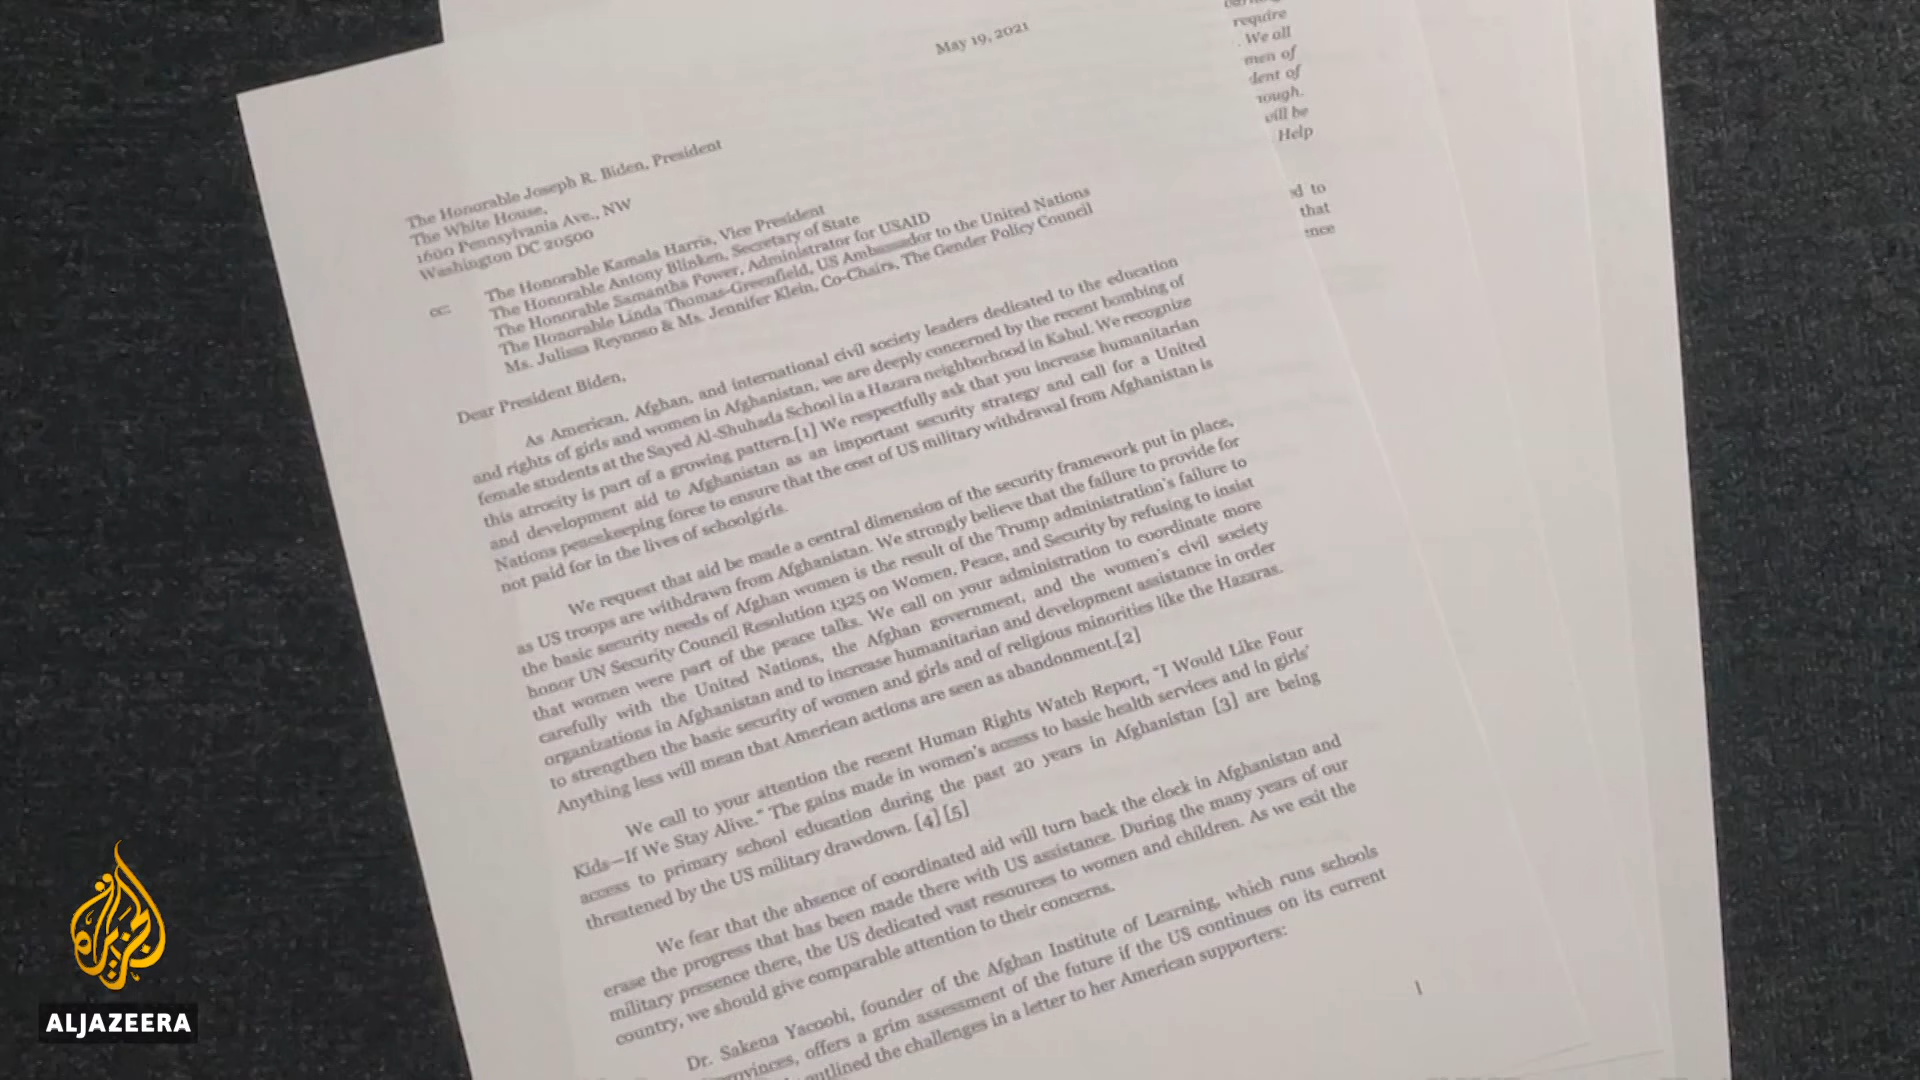 May 19, 2021
The Honorable Joseph R. Biden, President
The White House,
1600 Pennsylvania Ave., NW
Washington DC 20500
cc:
The Honorable Kamala Harris, Vice President
The Honorable Antony Blinken, Secretary of State
The Honorable Samantha Power, Administrator for USAID
The Honorable Linda Thomas-Greenfield, US Ambassador to the United Nations
Ms. Julissa Reynoso & Ms. Jennifer Klein, Co-Chairs, The Gender Policy Council
Dear President Biden,
As American, Afghan, and international civil society leaders dedicated to the education
and rights of girls and women in Afghanistan, we are deeply concerned by the recent bombing of
female students at the Sayed Al-Shuhada School in a Hazara neighborhood in Kabul. We recognize
this atrocity is part of a growing pattern.[1] We respectfully ask that you increase humanitarian
and development aid to Afghanistan as an important security strategy and call for a United
Nations peacekeeping force to ensure that the cost of US military withdrawal from Afghanistan is
not paid for in the lives of schoolgirls.
We request that aid be made a central dimension of the security framework put in place,
as US troops are withdrawn from Afghanistan. We strongly believe that the failure to provide for
the basic security needs of Afghan women is the result of the Trump administration's failure to
honor UN Security Council Resolution 1325 on Women, Peace, and Security by refusing to insist
that women were part of the peace talks. We call on your administration to coordinate more
carefully with the United Nations, the Afghan government, and the women's civil society
organizations in Afghanistan and to increase humanitarian and development assistance in order
to strengthen the basic security of women and girls and of religious minorities like the Hazaras.
Anything less will mean that American actions are seen as abandonment.[2]
We call to your attention the recent Human Rights Watch Report, "I Would Like Four
Kids—If We Stay Alive." The gains made in women's access to basic health services and in girls'
access to primary school education during the past 20 years in Afghanistan [3] are being
threatened by the US military drawdown. [4] [5]
We fear that the absence of coordinated aid will turn back the clock in Afghanistan and
erase the progress that has been made there with US assistance. During the many years of our
military presence there, the US dedicated vast resources to women and children. As we exit the
country, we should give comparable attention to their concerns.
Dr. Sakena Yacoobi, founder of the Afghan Institute of Learning, which runs schools
offers a grim assessment of the future if the US continues on its current
outlined the challenges in a letter to her American supporters:
1
require
. We all
men of
dent of
rough.
will be
Help
ed to
that
ence
الجزيرة
ALJAZEERA